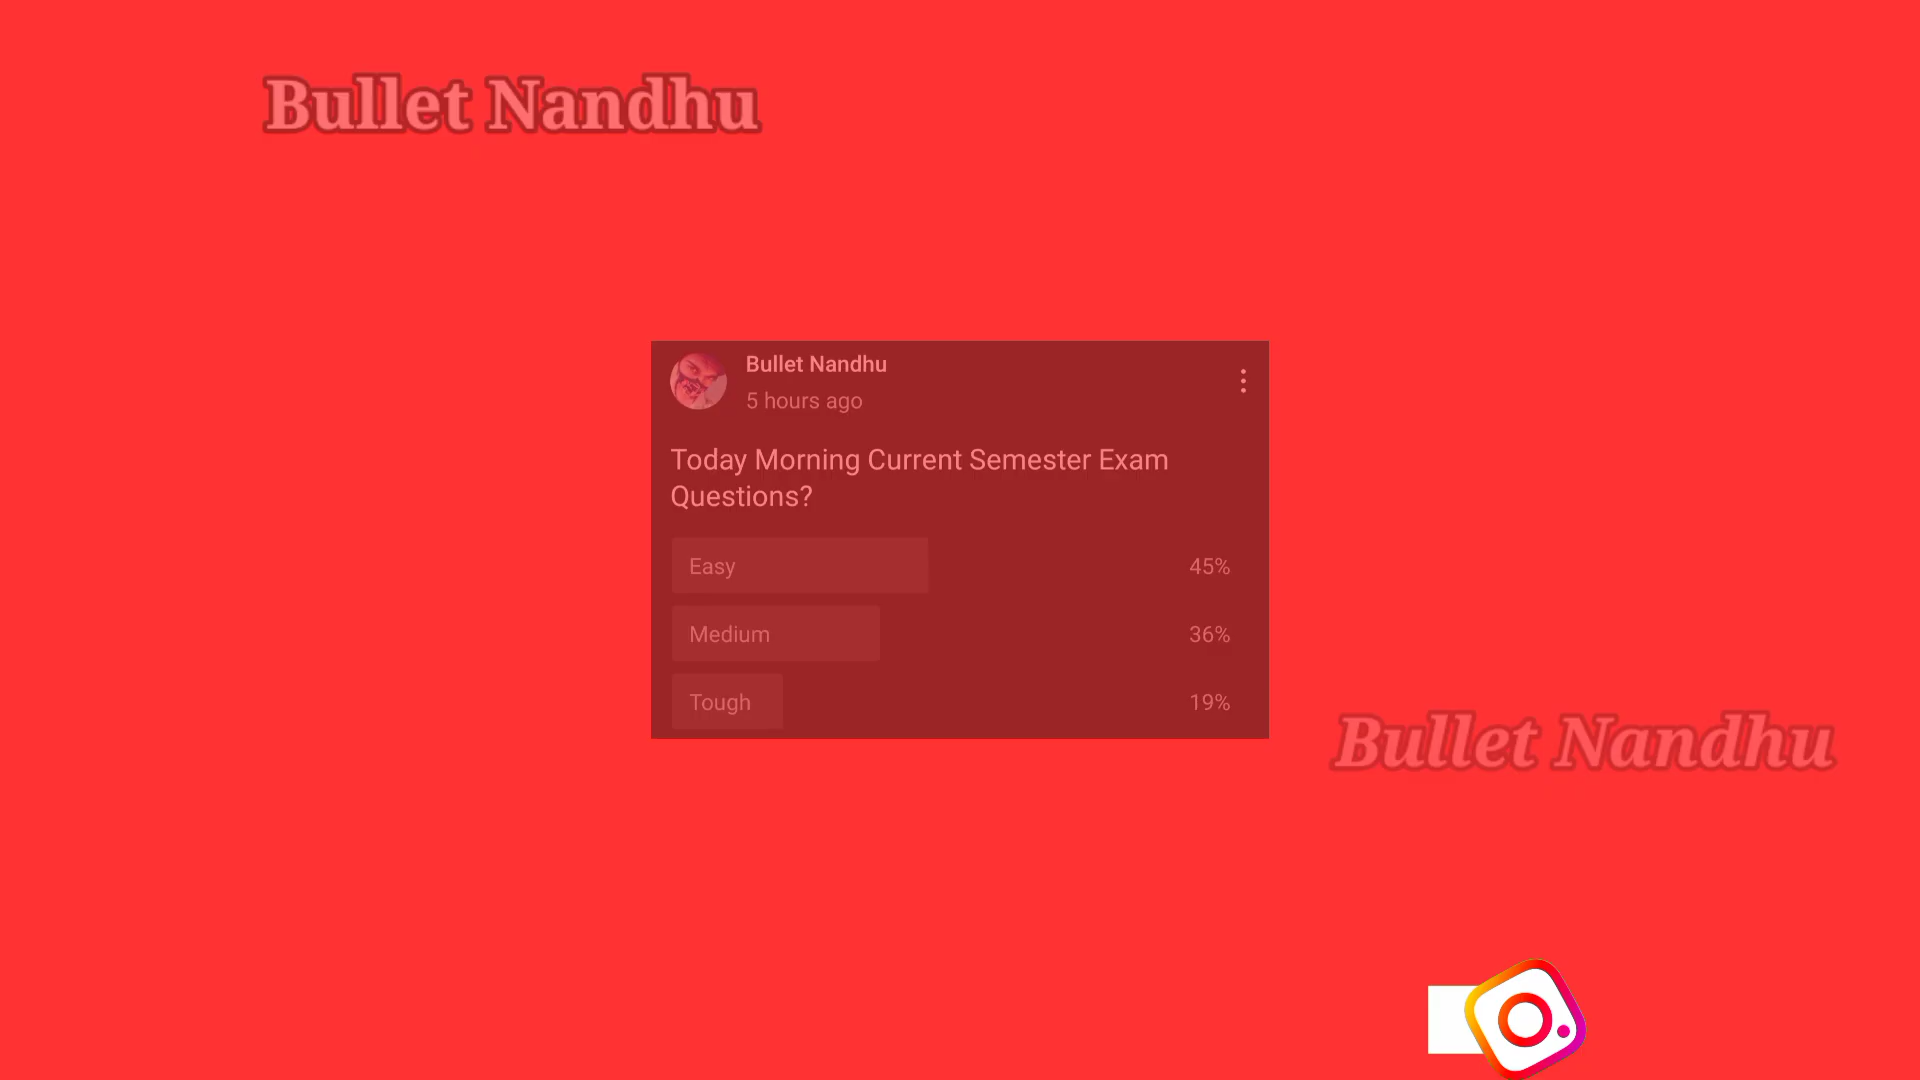 Bullet Nandhu
Bullet Nandhu
5 hours ago
Today Morning Current Semester Exam
Questions?
Easy 45%
Medium 36%
Tough 19%
Bullet Nandhu